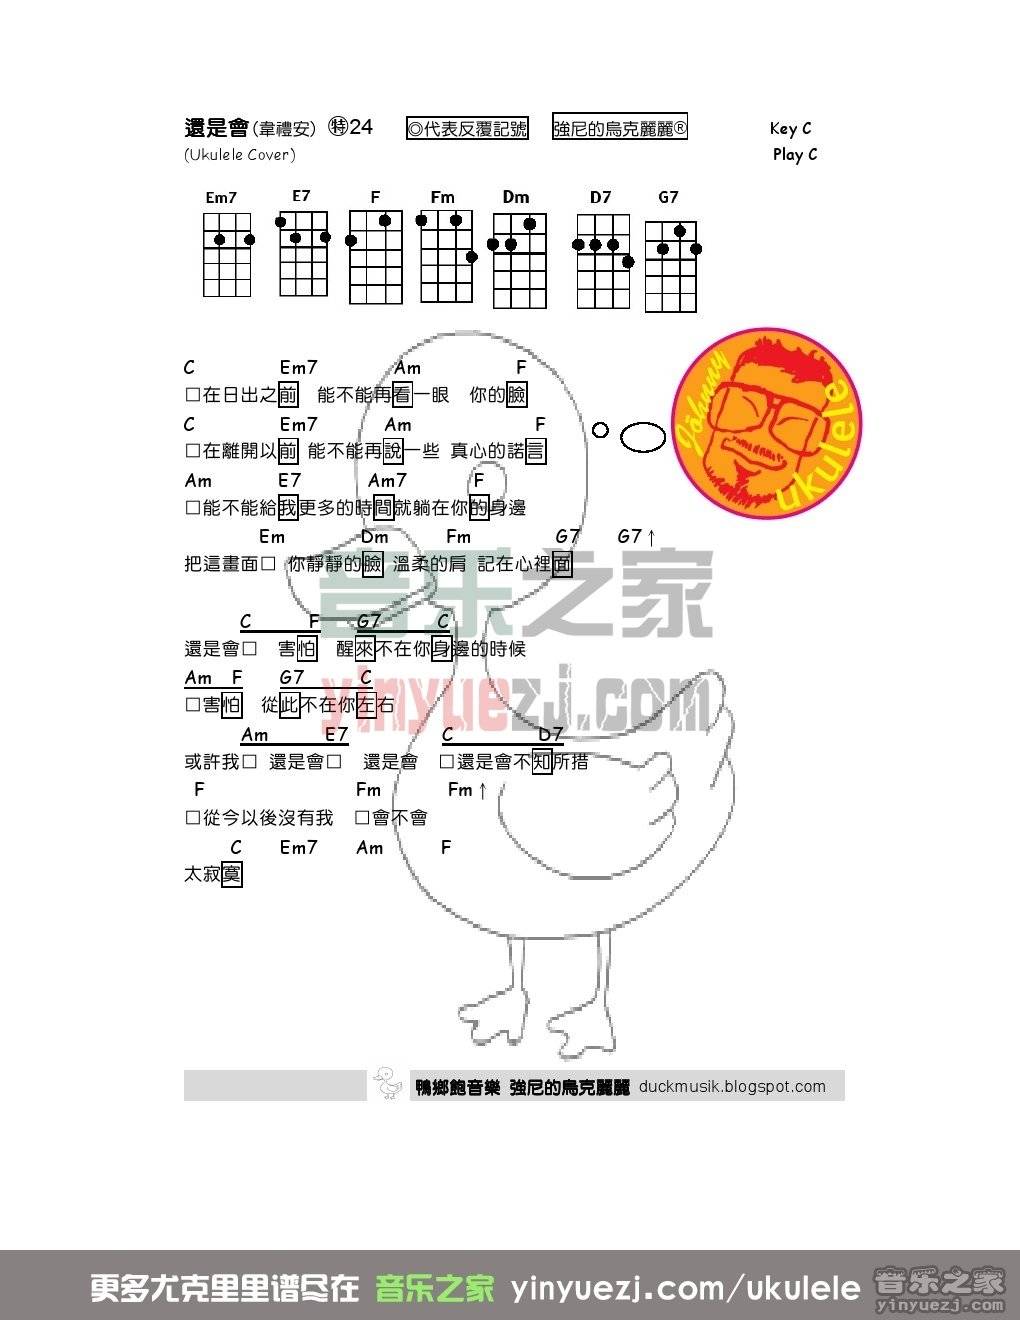 還是會(韋禮安) ㊕24 ◎代表反覆記號 強尼的烏克麗麗® Key C
(Ukulele Cover) Play C
Em7 E7 F Fm Dm D7 G7
Jöhnny ukulele
C Em7 Am F
□在日出之前 能不能再看一眼 你的臉
C Em7 Am F
□在離開以前 能不能再說一些 真心的諾言
Am E7 Am7 F
□能不能給我更多的時間就躺在你的身邊
Em Dm Fm G7 G7↑
把這畫面□ 你靜靜的臉 溫柔的肩 記在心裡面
音乐之家
C F G7 C
還是會□ 害怕 醒來不在你身邊的時候
Am F G7 C
□害怕 從此不在你左右
yinyuezj.com
Am E7 C D7
或許我□ 還是會□ 還是會 □還是會不知所措
F Fm Fm↑
□從今以後沒有我 □會不會
C Em7 Am F
太寂寞
鴨鄉飽音樂 強尼的烏克麗麗 duckmusik.blogspot.com
更多尤克里里谱尽在 音乐之家 yinyuezj.com/ukulele
音乐之家
yinyuezj.com